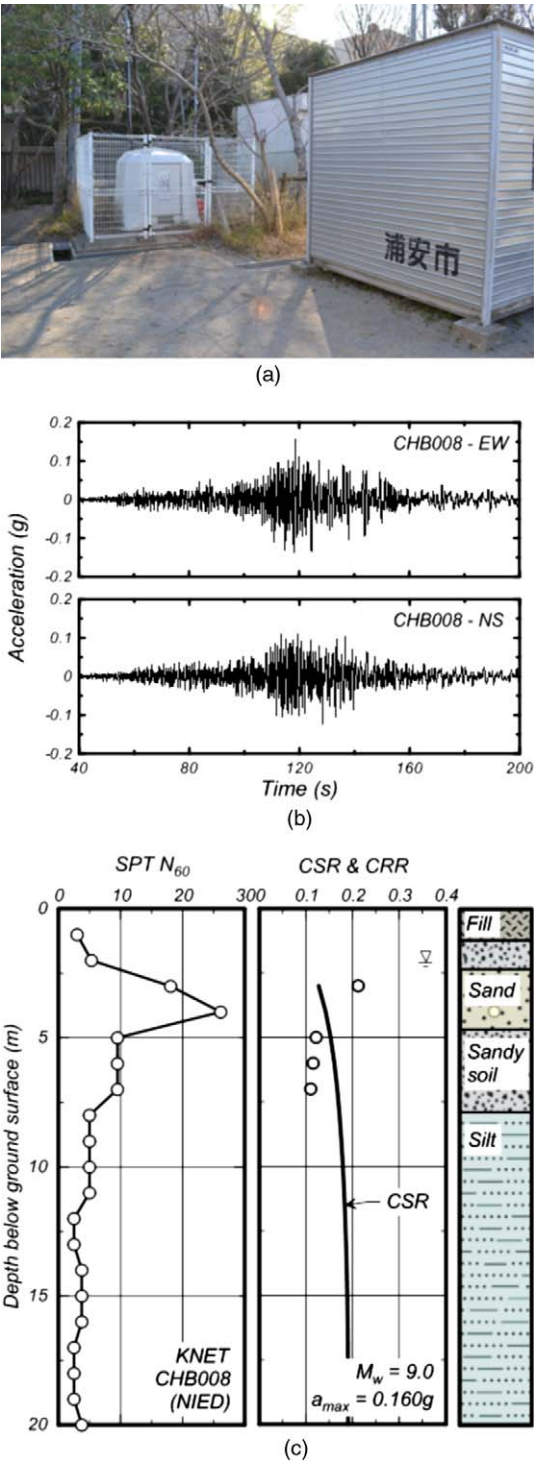 浦安市
(a)
0.2
CHB008 - EW
0.1
0
-0.1
-0.2
Acceleration (g)
0.2
CHB008 - NS
0.1
0
-0.1
-0.2
40 80 120 160 200
Time (s)
(b)
SPT N60
CSR & CRR
0 10 20 30
0 0.1 0.2 0.3 0.4
0
5
10
15
20
Depth below ground surface (m)
Fill
Sand
Sandy
soil
Silt
CSR
KNET
CHB008
(NIED)
Mw = 9.0
amax = 0.160g
(c)